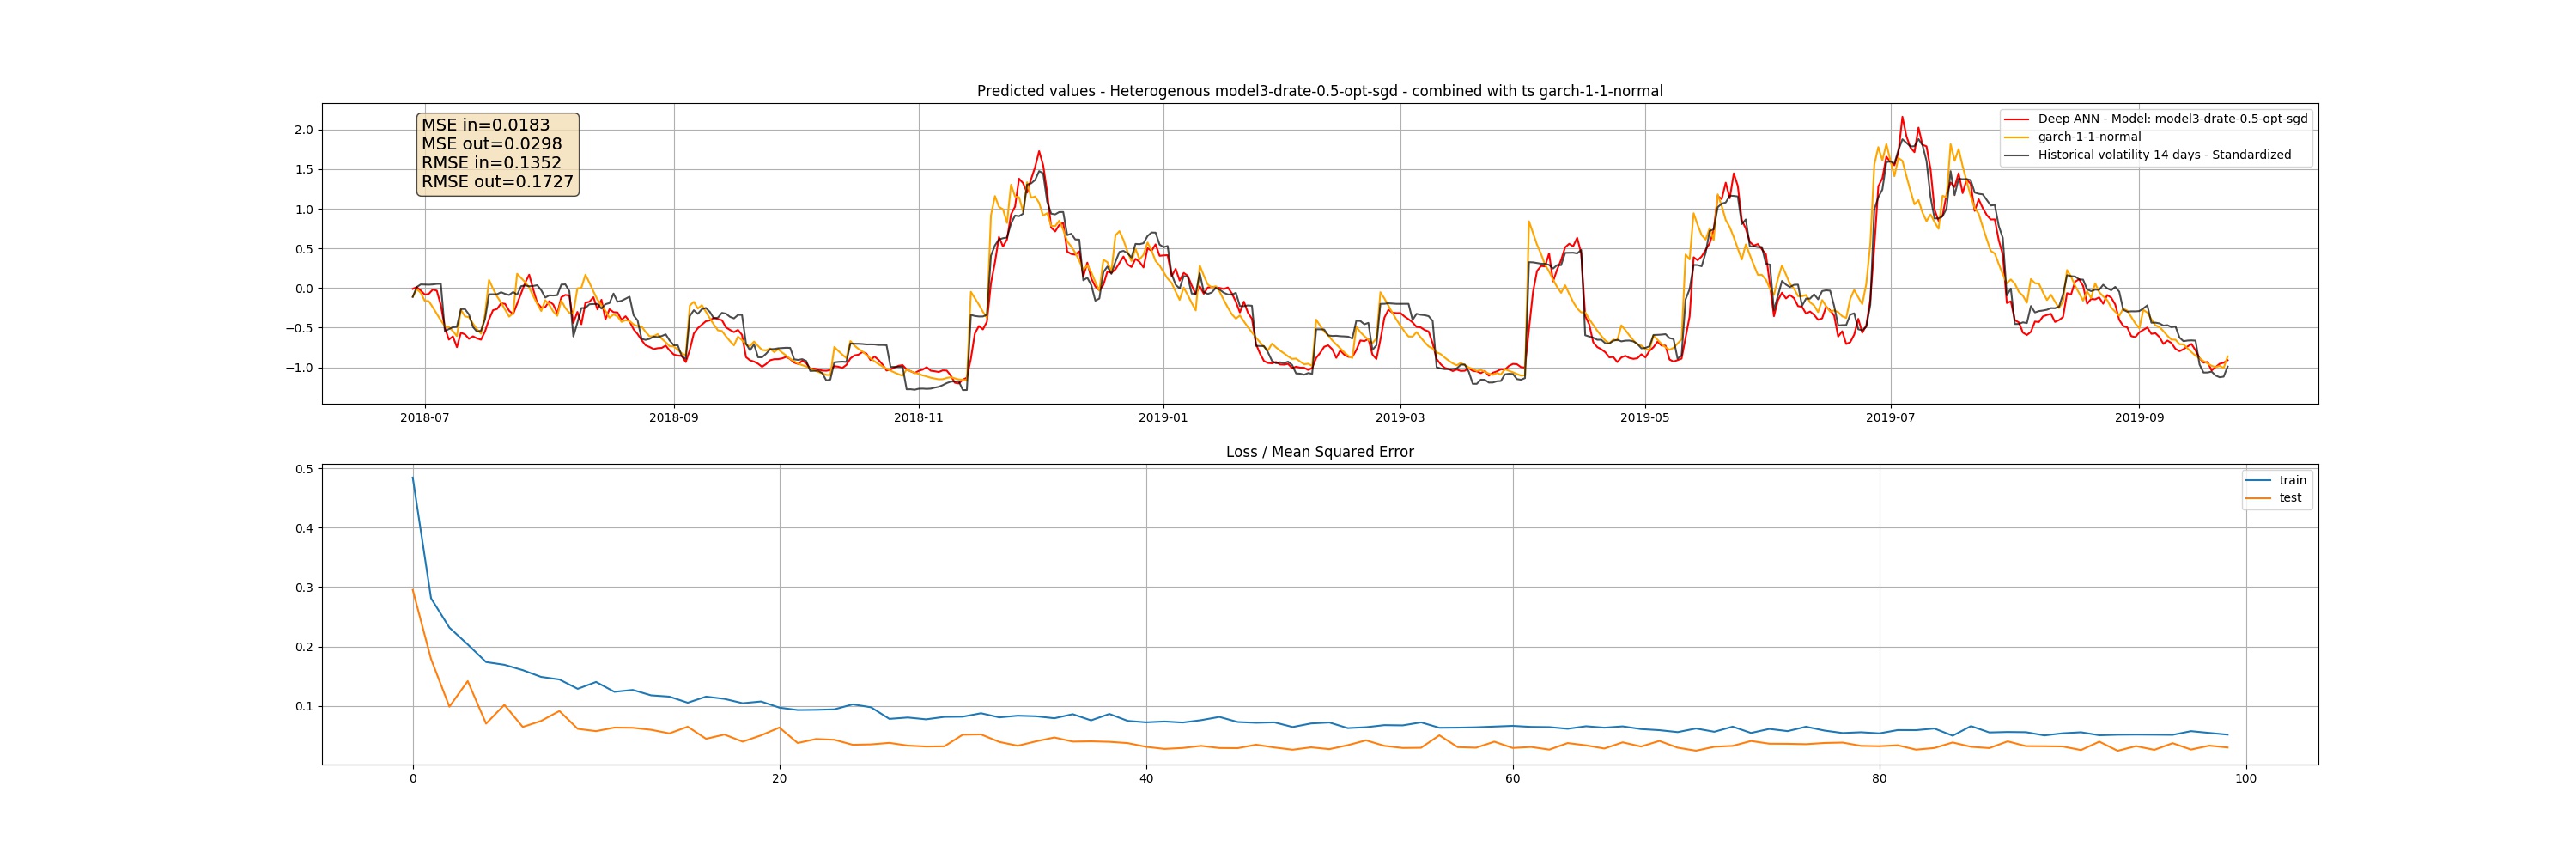 Predicted values - Heterogenous model3-drate-0.5-opt-sgd - combined with ts garch-1-1-normal
MSE in=0.0183
MSE out=0.0298
RMSE in=0.1352
RMSE out=0.1727
Deep ANN - Model: model3-drate-0.5-opt-sgd
garch-1-1-normal
Historical volatility 14 days - Standardized
2.0
1.5
1.0
0.5
0.0
−0.5
−1.0
2018-07 2018-09 2018-11 2019-01 2019-03 2019-05 2019-07 2019-09
Loss / Mean Squared Error
train
test
0.5
0.4
0.3
0.2
0.1
0 20 40 60 80 100